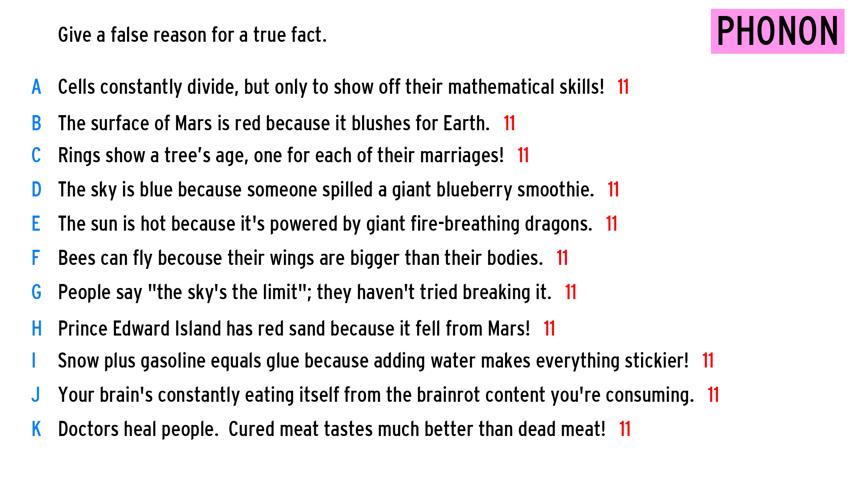 Give a false reason for a true fact.
PHONON
A Cells constantly divide, but only to show off their mathematical skills! 11
B The surface of Mars is red because it blushes for Earth. 11
C Rings show a tree’s age, one for each of their marriages! 11
D The sky is blue because someone spilled a giant blueberry smoothie. 11
E The sun is hot because it's powered by giant fire-breathing dragons. 11
F Bees can fly becouse their wings are bigger than their bodies. 11
G People say "the sky's the limit"; they haven't tried breaking it. 11
H Prince Edward Island has red sand because it fell from Mars! 11
I Snow plus gasoline equals glue because adding water makes everything stickier! 11
J Your brain's constantly eating itself from the brainrot content you're consuming. 11
K Doctors heal people.  Cured meat tastes much better than dead meat! 11